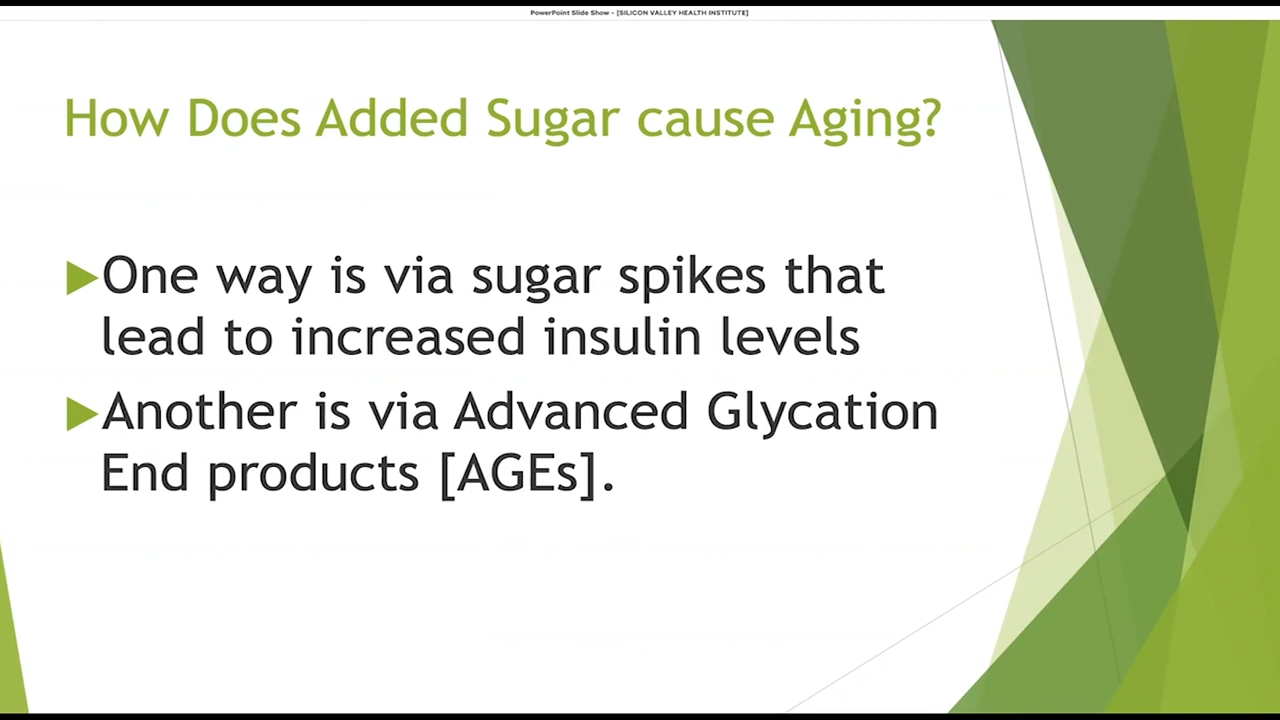 PowerPoint Slide Show - [SILICON VALLEY HEALTH INSTITUTE]
How Does Added Sugar cause Aging?
One way is via sugar spikes that
lead to increased insulin levels
Another is via Advanced Glycation
End products [AGEs].